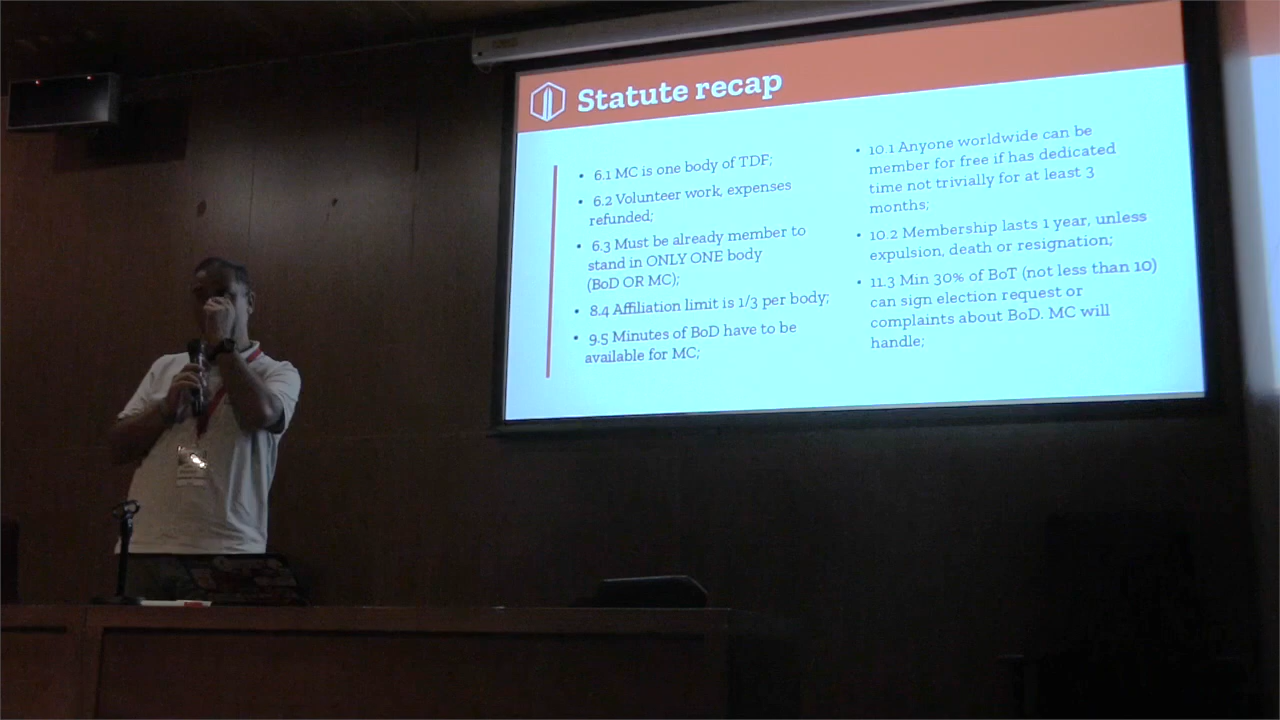 Statute recap
• 6.1 MC is one body of TDF;
• 6.2 Volunteer work, expenses
refunded;
• 6.3 Must be already member to
stand in ONLY ONE body
(BoD OR MC);
• 8.4 Affiliation limit is 1/3 per body;
• 9.5 Minutes of BoD have to be
available for MC;
• 10.1 Anyone worldwide can be
member for free if has dedicated
time not trivially for at least 3
months;
• 10.2 Membership lasts 1 year, unless
expulsion, death or resignation;
• 11.3 Min 30% of BoT (not less than 10)
can sign election request or
complaints about BoD. MC will
handle;